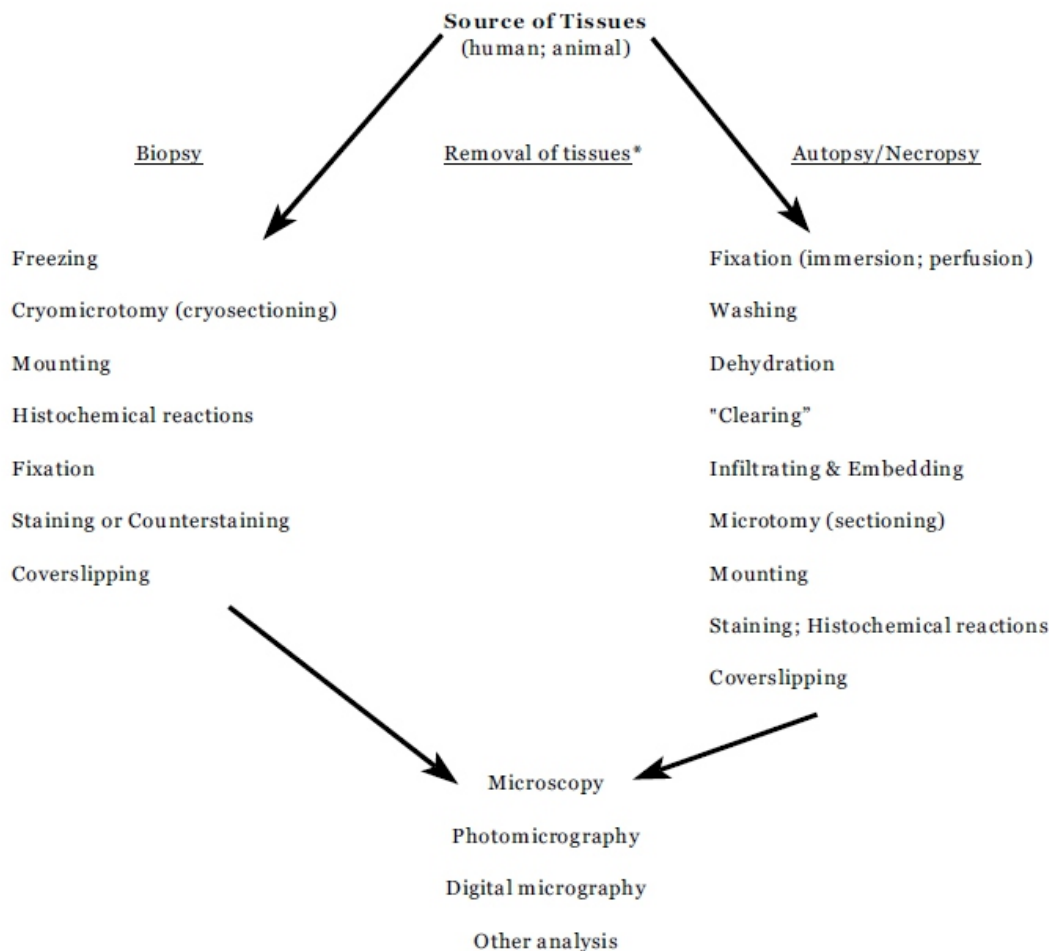 Source of Tissues
(human; animal)
Biopsy
Removal of tissues*
Autopsy/Necropsy
Freezing
Cryomicrotomy (cryosectioning)
Mounting
Histochemical reactions
Fixation
Staining or Counterstaining
Coverslipping
Fixation (immersion; perfusion)
Washing
Dehydration
"Clearing”
Infiltrating & Embedding
Microtomy (sectioning)
Mounting
Staining; Histochemical reactions
Coverslipping
Microscopy
Photomicrography
Digital micrography
Other analysis